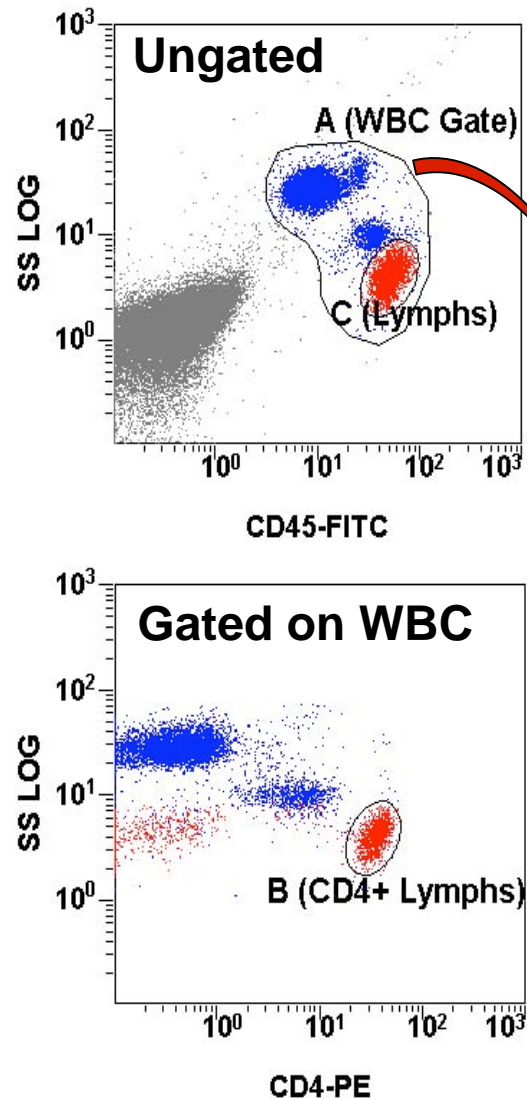 Ungated
10³
A (WBC Gate)
10²
SS LOG
10¹
C (Lymphs)
10⁰
10⁰ 10¹ 10² 10³
CD45-FITC
10³
Gated on WBC
10²
SS LOG
10¹
B (CD4+ Lymphs)
10⁰
10⁰ 10¹ 10² 10³
CD4-PE